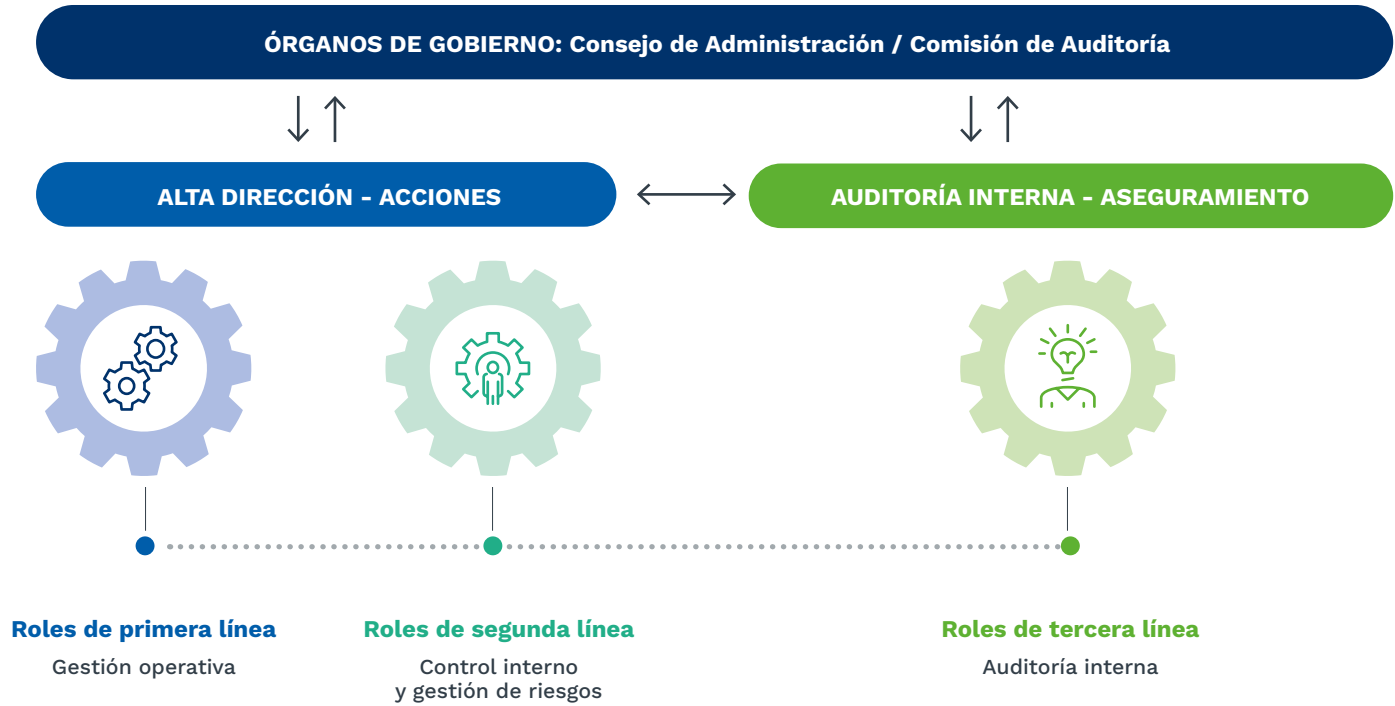 ÓRGANOS DE GOBIERNO: Consejo de Administración / Comisión de Auditoría
ALTA DIRECCIÓN - ACCIONES
AUDITORÍA INTERNA - ASEGURAMIENTO
Roles de primera línea
Gestión operativa
Roles de segunda línea
Control interno
y gestión de riesgos
Roles de tercera línea
Auditoría interna